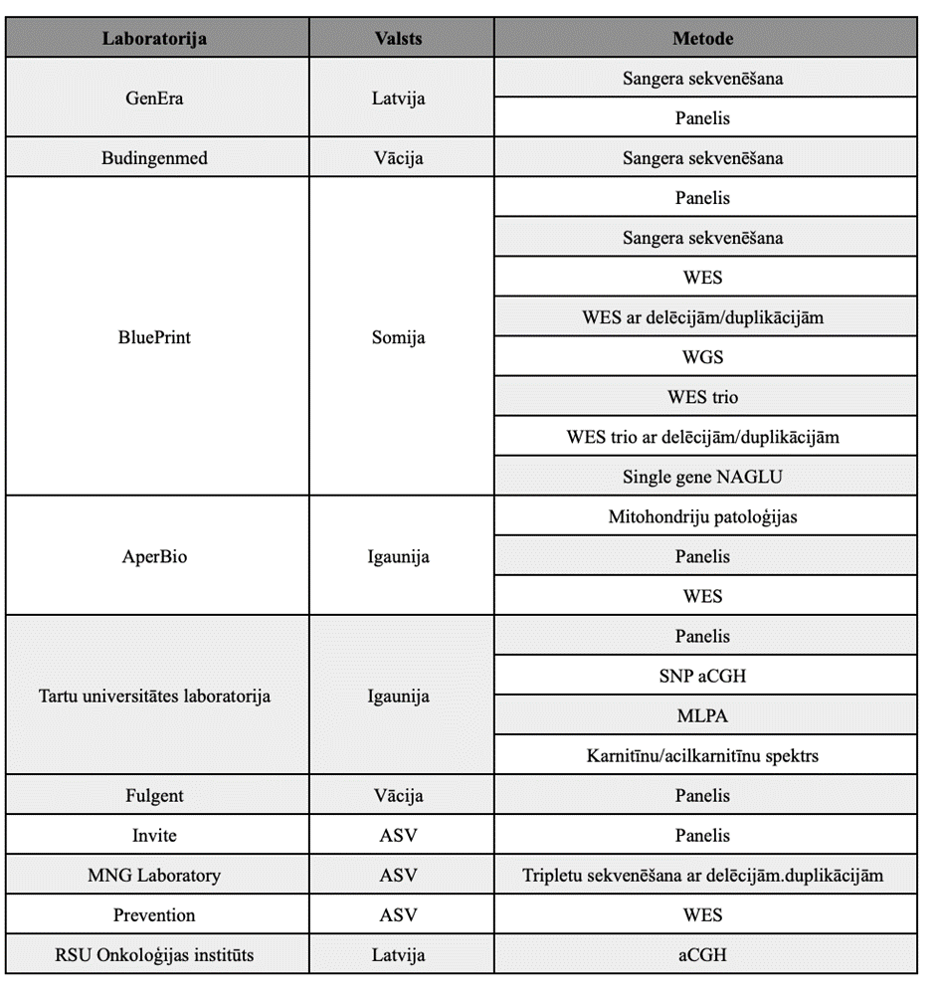 Laboratorija Valsts Metode
GenEra Latvija Sangera sekvenēšana
Panelis
Budingenmed Vācija Sangera sekvenēšana
BluePrint Somija Panelis
Sangera sekvenēšana
WES
WES ar delēcijām/duplikācijām
WGS
WES trio
WES trio ar delēcijām/duplikācijām
Single gene NAGLU
AperBio Igaunija Mitohondriju patoloģijas
Panelis
WES
Tartu universitātes laboratorija Igaunija Panelis
SNP aCGH
MLPA
Karnitīnu/acilkarnitīnu spektrs
Fulgent Vācija Panelis
Invite ASV Panelis
MNG Laboratory ASV Tripletu sekvenēšana ar delēcijām.duplikācijām
Prevention ASV WES
RSU Onkoloģijas institūts Latvija aCGH